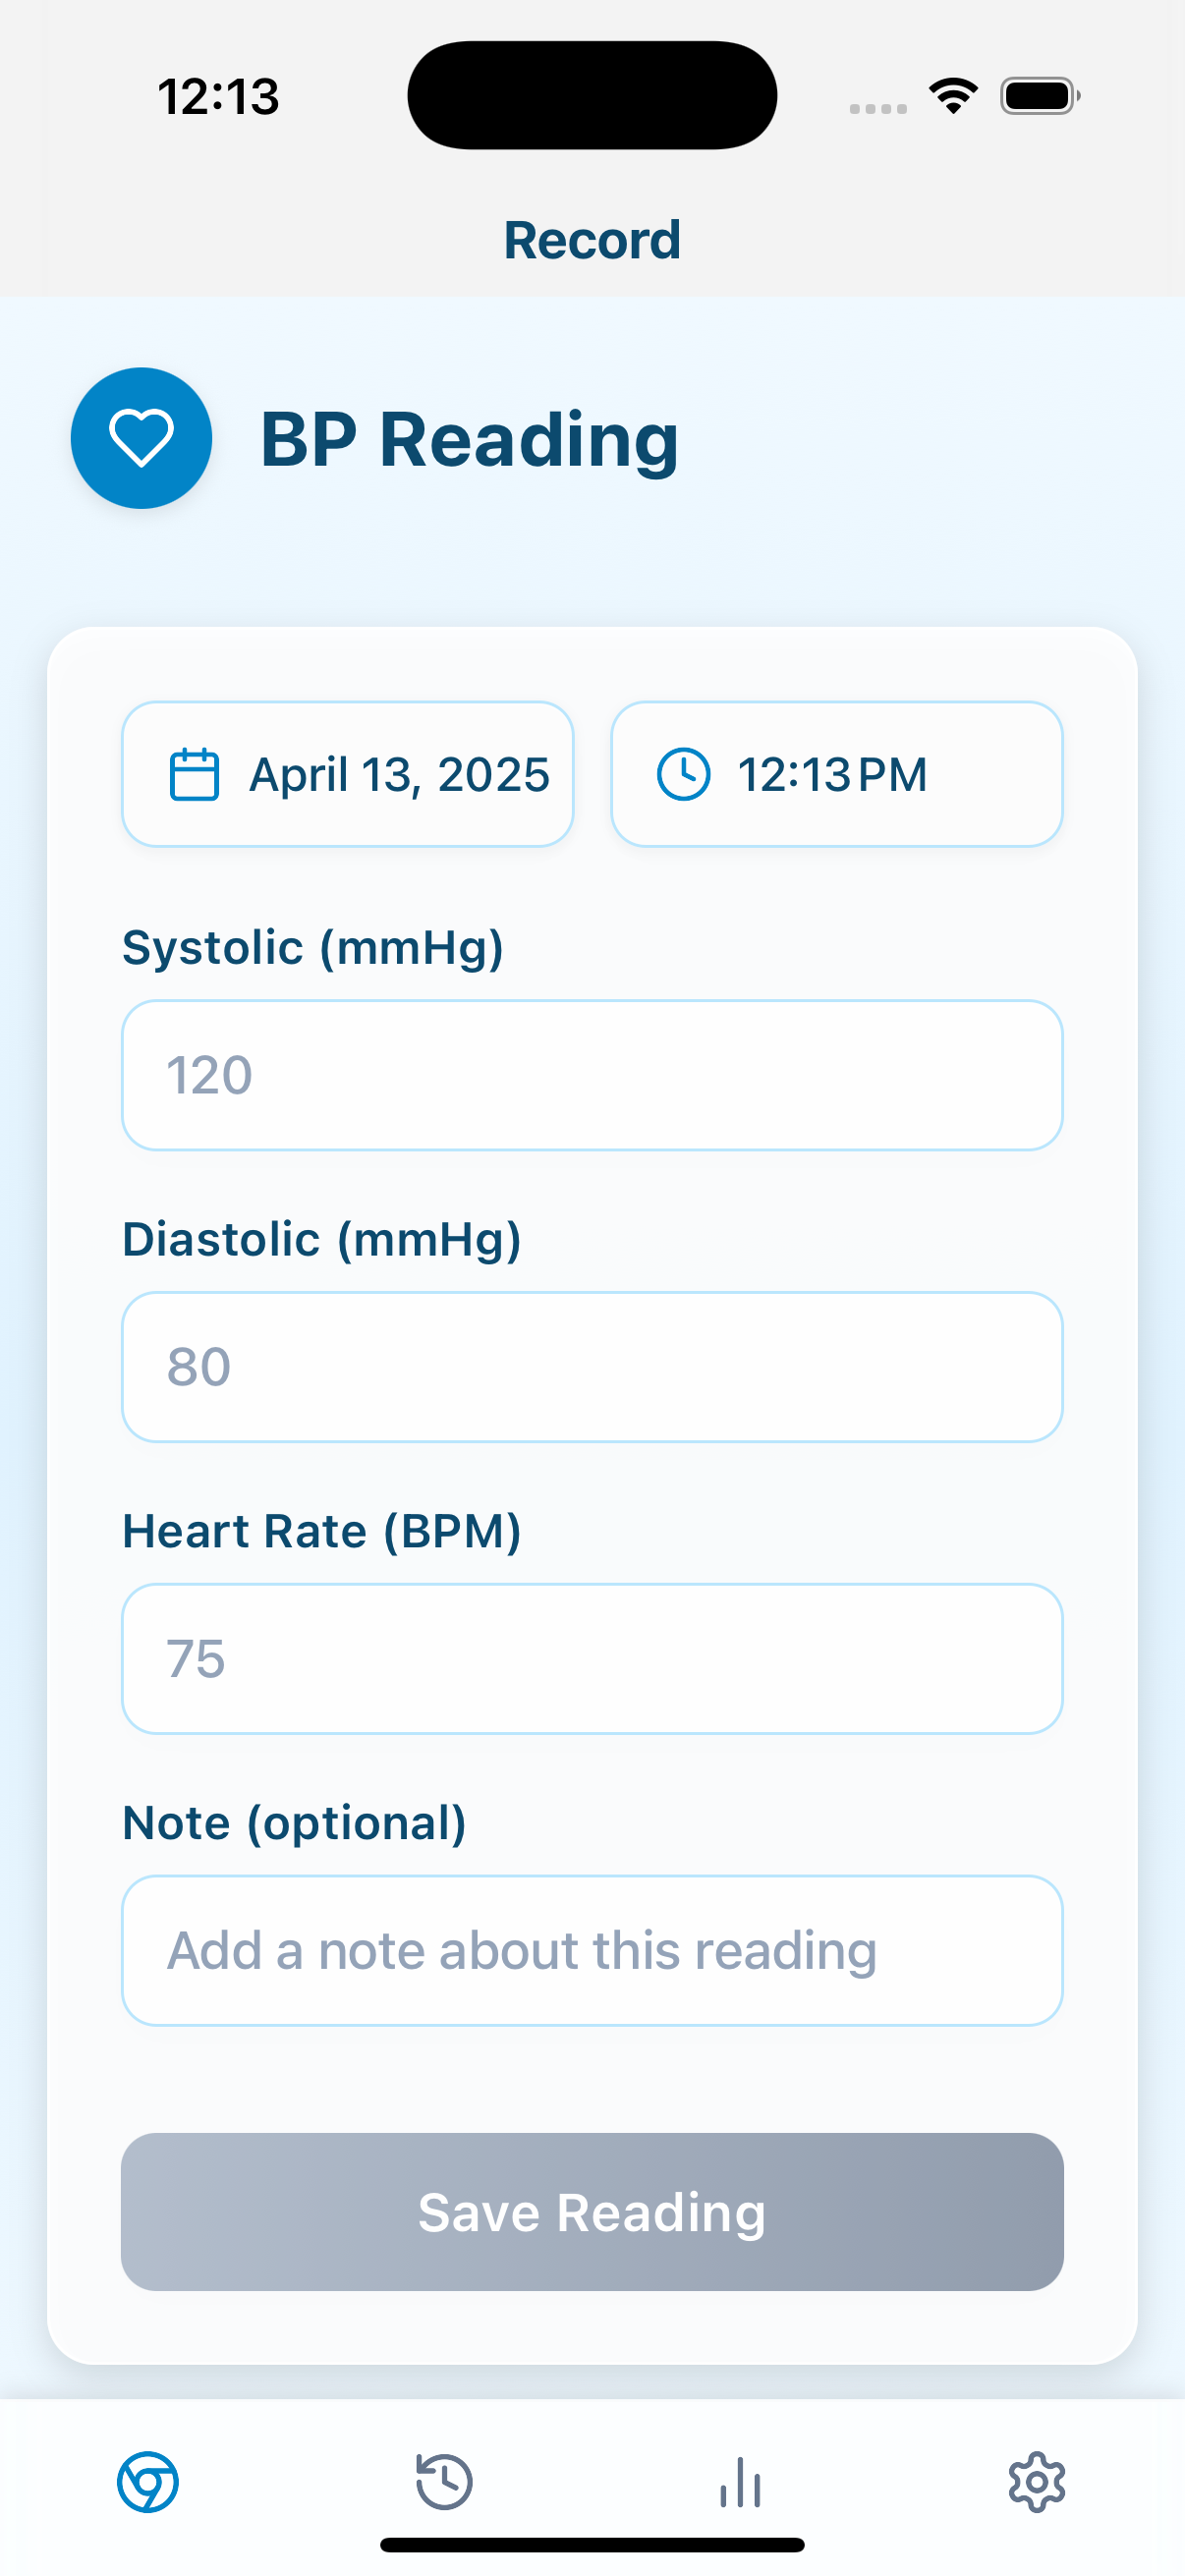 12:13
Record
BP Reading
April 13, 2025
12:13 PM
Systolic (mmHg)
120
Diastolic (mmHg)
80
Heart Rate (BPM)
75
Note (optional)
Add a note about this reading
Save Reading